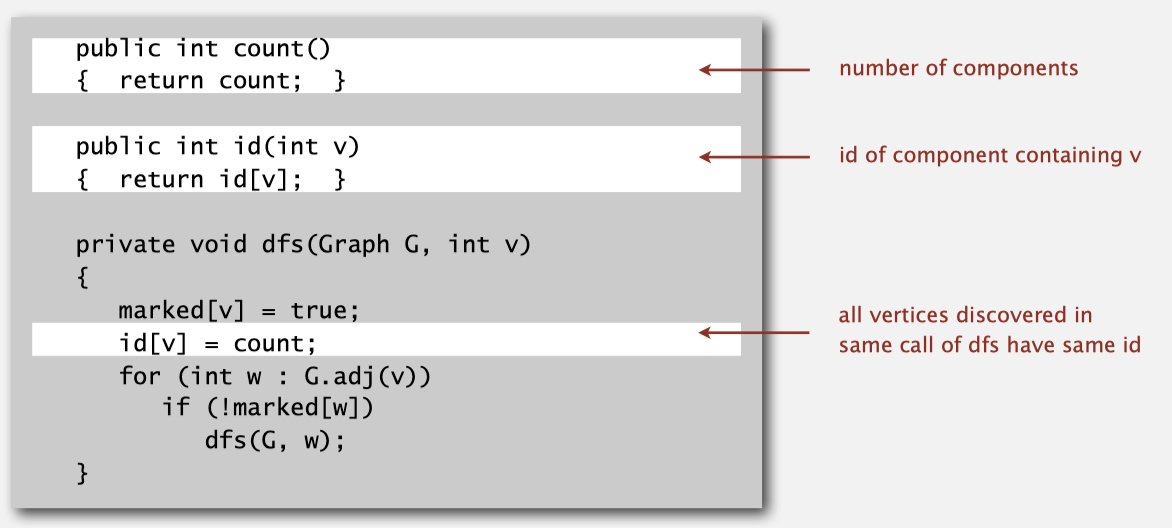 public int count()
{  return count;  }
number of components
public int id(int v)
{  return id[v];  }
id of component containing v
private void dfs(Graph G, int v)
{
marked[v] = true;
id[v] = count;
all vertices discovered in
same call of dfs have same id
for (int w : G.adj(v))
if (!marked[w])
dfs(G, w);
}